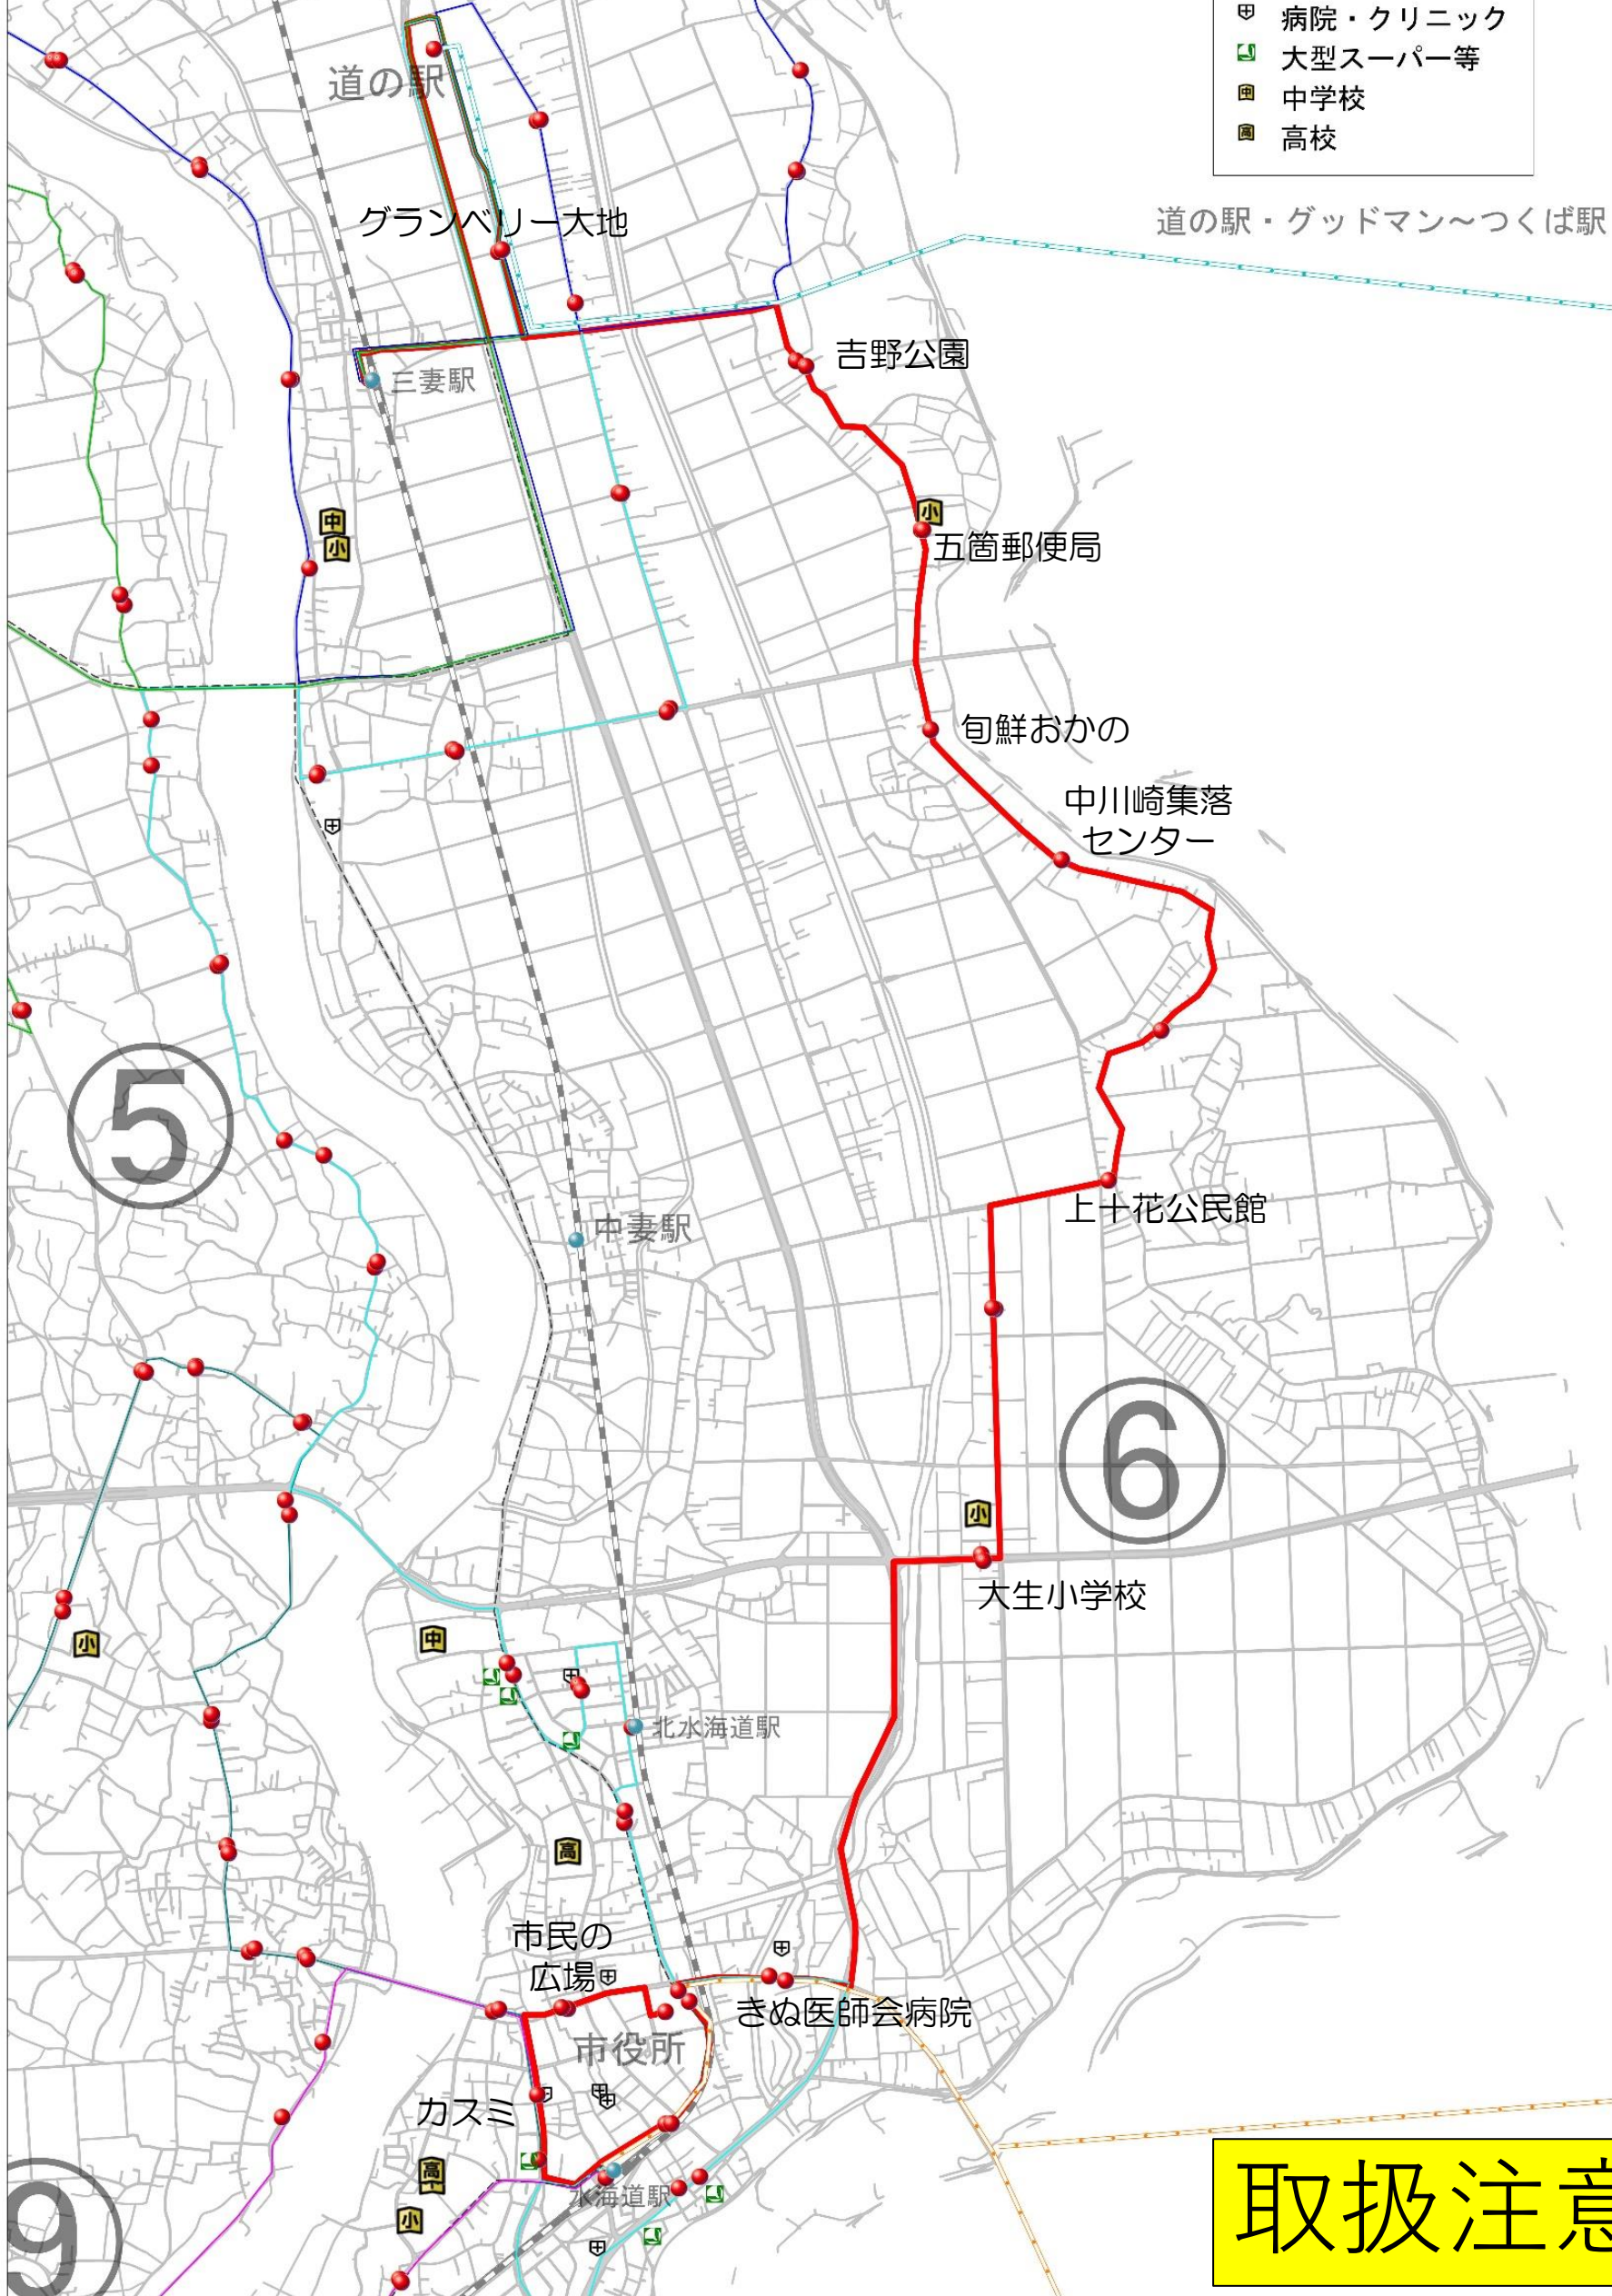 病院・クリニック
大型スーパー等
中 中学校
高 高校
道の駅
グランベリー大地
道の駅・グッドマン～つくば駅
吉野公園
三妻駅
中
小
小
五箇郵便局
旬鮮おかの
中川崎集落
センター
5
中妻駅
上十花公民館
6
小
大生小学校
小
中
北水海道駅
高
市民の
広場
きぬ医師会病院
市役所
カスミ
高
小
水海道駅
9
取扱注意